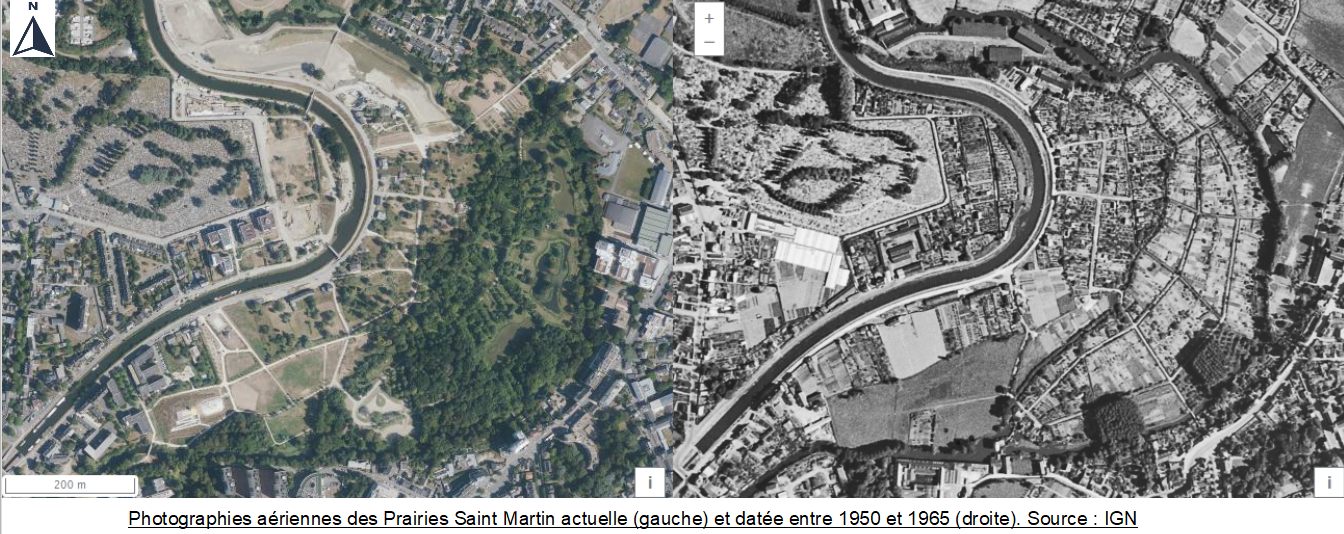 N
+
–
200 m
i
i
Photographies aériennes des Prairies Saint Martin actuelle (gauche) et datée entre 1950 et 1965 (droite). Source : IGN